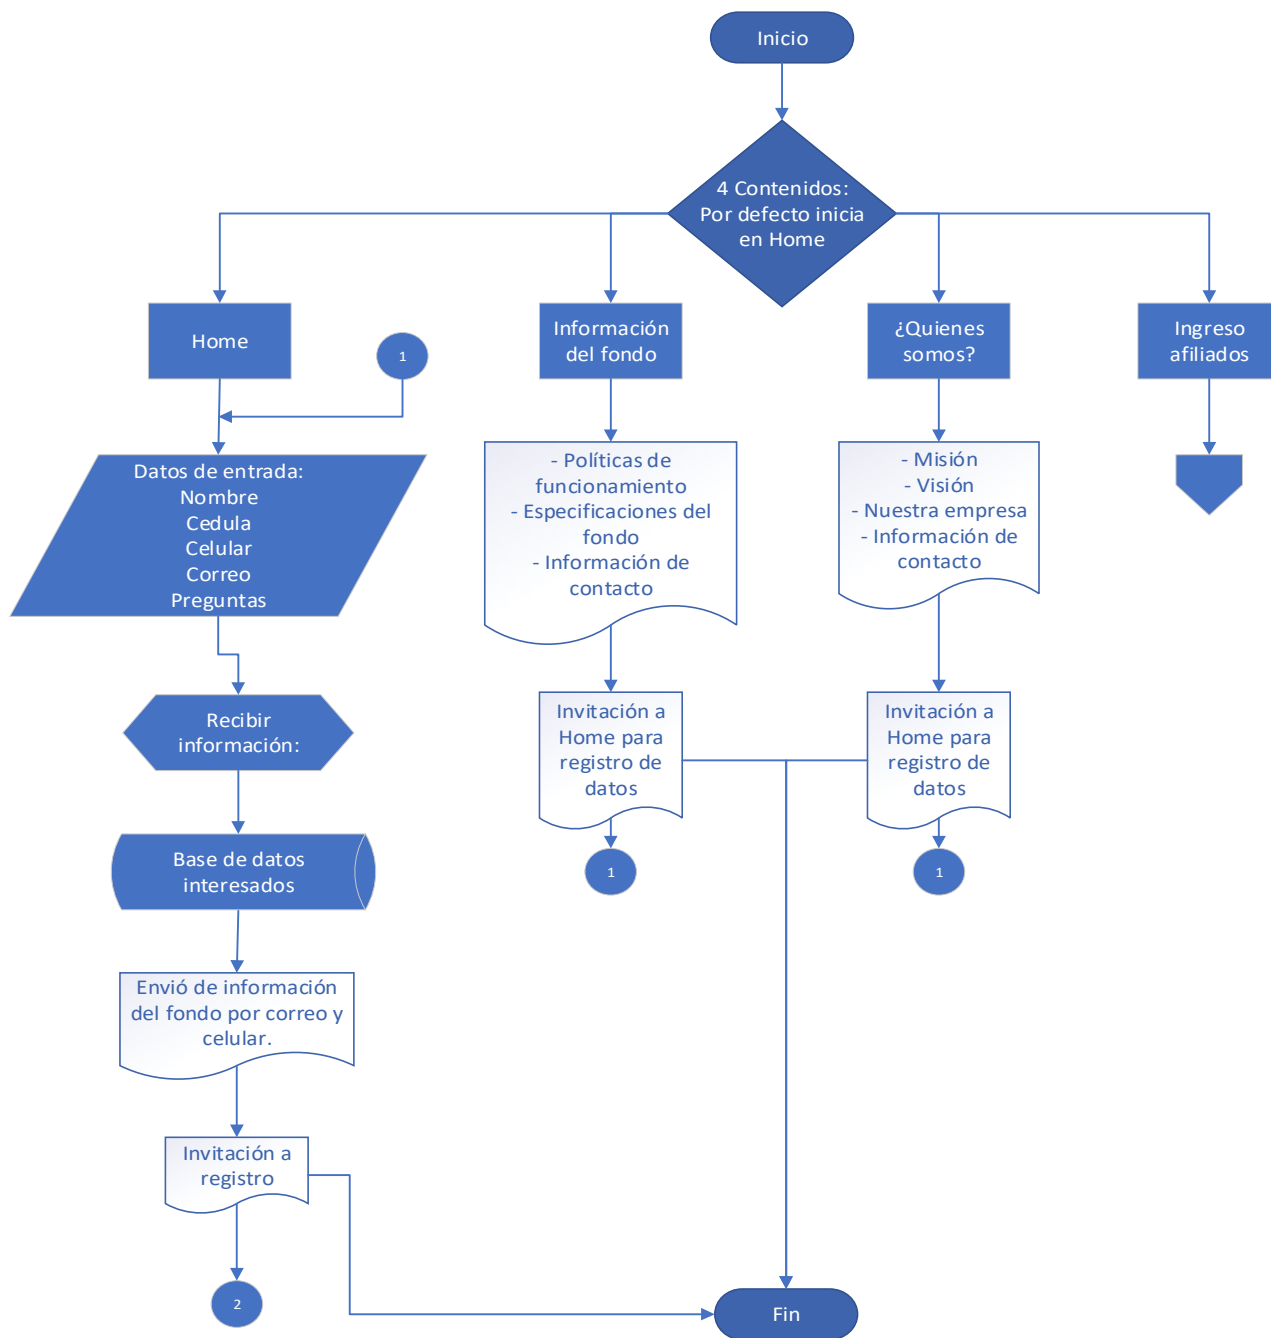 Inicio
4 Contenidos:
Por defecto inicia
en Home
Home
1
Información
del fondo
¿Quienes
somos?
Ingreso
afiliados
Datos de entrada:
Nombre
Cedula
Celular
Correo
Preguntas
- Políticas de
funcionamiento
- Especificaciones del
fondo
- Información de
contacto
- Misión
- Visión
- Nuestra empresa
- Información de
contacto
Recibir
información:
Invitación a
Home para
registro de
datos
Invitación a
Home para
registro de
datos
Base de datos
interesados
1
1
Envió de información
del fondo por correo y
celular.
Invitación a
registro
2
Fin